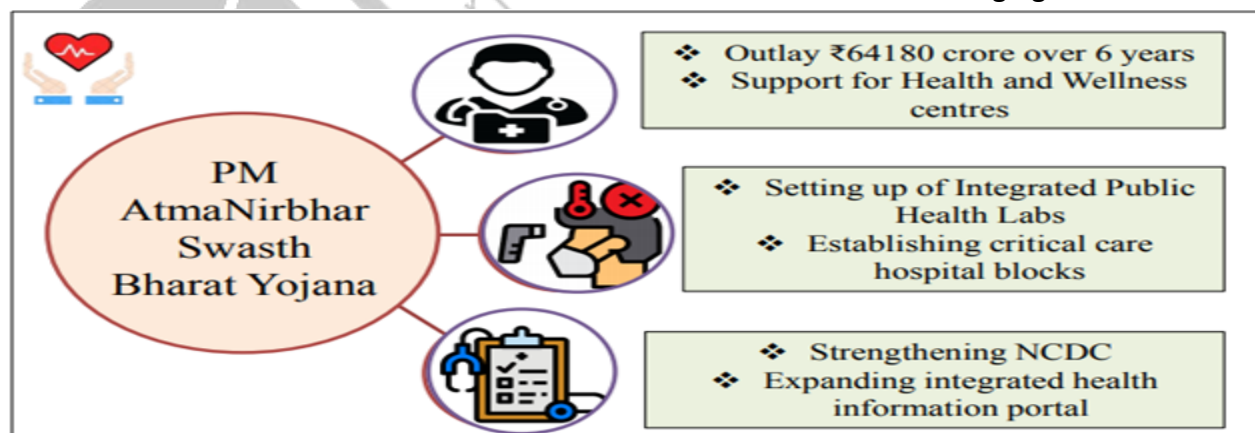 PM
AtmaNirbhar
Swasth
Bharat Yojana
❖ Outlay ₹64180 crore over 6 years
❖ Support for Health and Wellness
centres
❖ Setting up of Integrated Public
Health Labs
❖ Establishing critical care
hospital blocks
❖ Strengthening NCDC
❖ Expanding integrated health
information portal